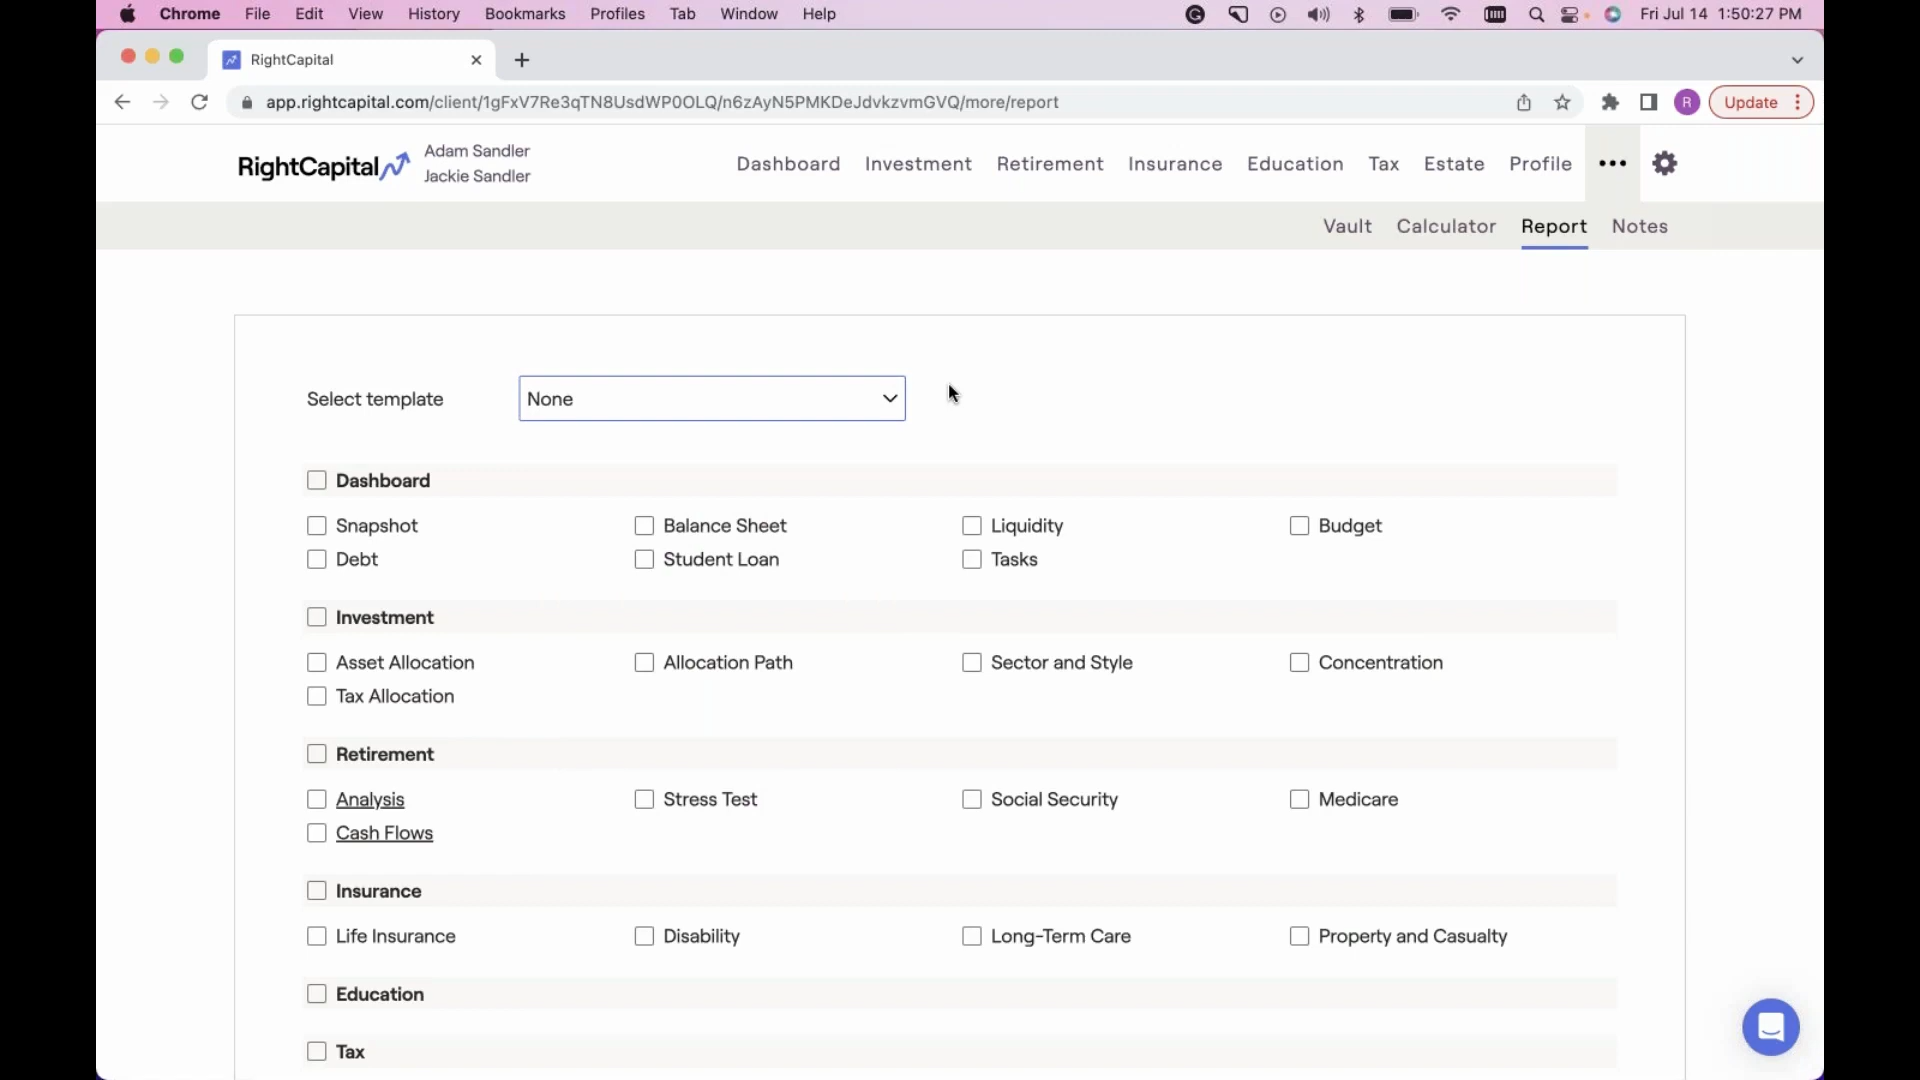 Chrome File Edit View History Bookmarks Profiles Tab Window Help Fri Jul 14 1:50:27 PM
RightCapital
app.rightcapital.com/client/1gFxV7Re3qTN8UsdWP0OLQ/n6zAyN5PMKDeJdvkzvmGVQ/more/report R Update
RightCapital Adam Sandler
Jackie Sandler
Dashboard Investment Retirement Insurance Education Tax Estate Profile
Vault Calculator Report Notes
Select template None
Dashboard
Snapshot Balance Sheet Liquidity Budget
Debt Student Loan Tasks
Investment
Asset Allocation Allocation Path Sector and Style Concentration
Tax Allocation
Retirement
Analysis Stress Test Social Security Medicare
Cash Flows
Insurance
Life Insurance Disability Long-Term Care Property and Casualty
Education
Tax